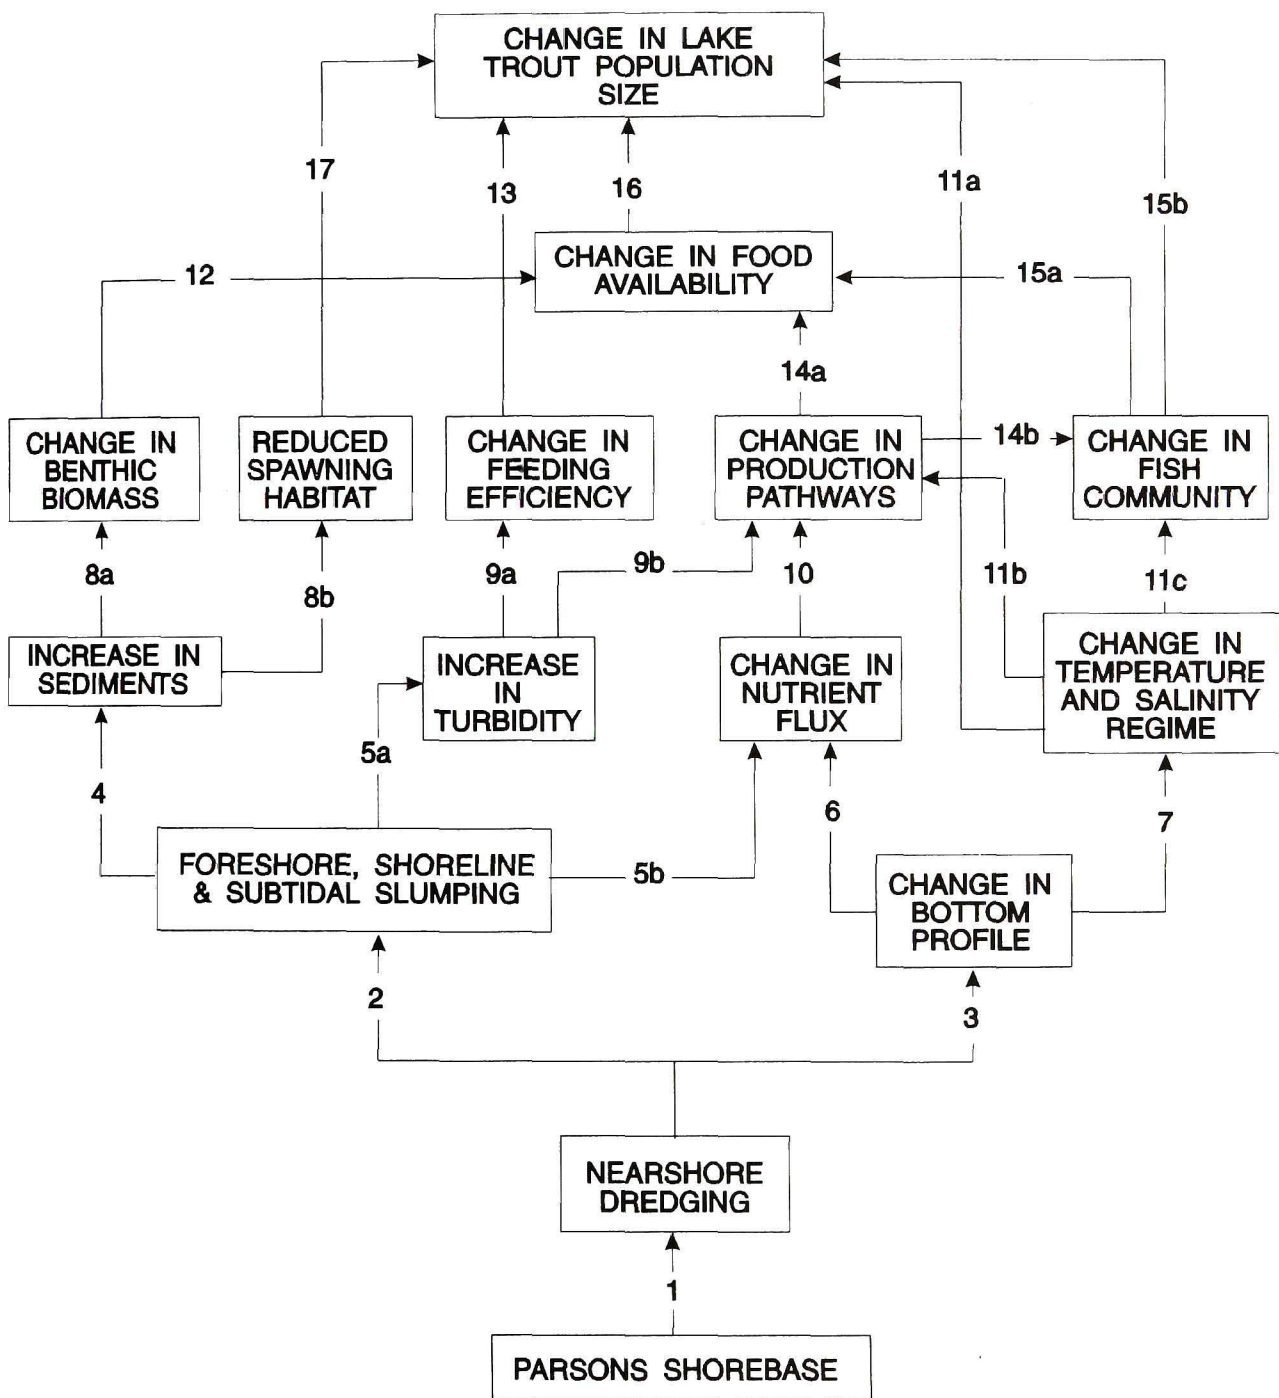 CHANGE IN LAKE
TROUT POPULATION
SIZE
17
13
16
11a
15b
CHANGE IN FOOD
AVAILABILITY
12
15a
14a
CHANGE IN
BENTHIC
BIOMASS
REDUCED
SPAWNING
HABITAT
CHANGE IN
FEEDING
EFFICIENCY
CHANGE IN
PRODUCTION
PATHWAYS
14b
CHANGE IN
FISH
COMMUNITY
8a
8b
9a
9b
10
11b
11c
INCREASE IN
SEDIMENTS
INCREASE
IN
TURBIDITY
CHANGE IN
NUTRIENT
FLUX
CHANGE IN
TEMPERATURE
AND SALINITY
REGIME
4
5a
6
7
FORESHORE, SHORELINE
& SUBTIDAL SLUMPING
5b
CHANGE IN
BOTTOM
PROFILE
2
3
NEARSHORE
DREDGING
1
PARSONS SHOREBASE